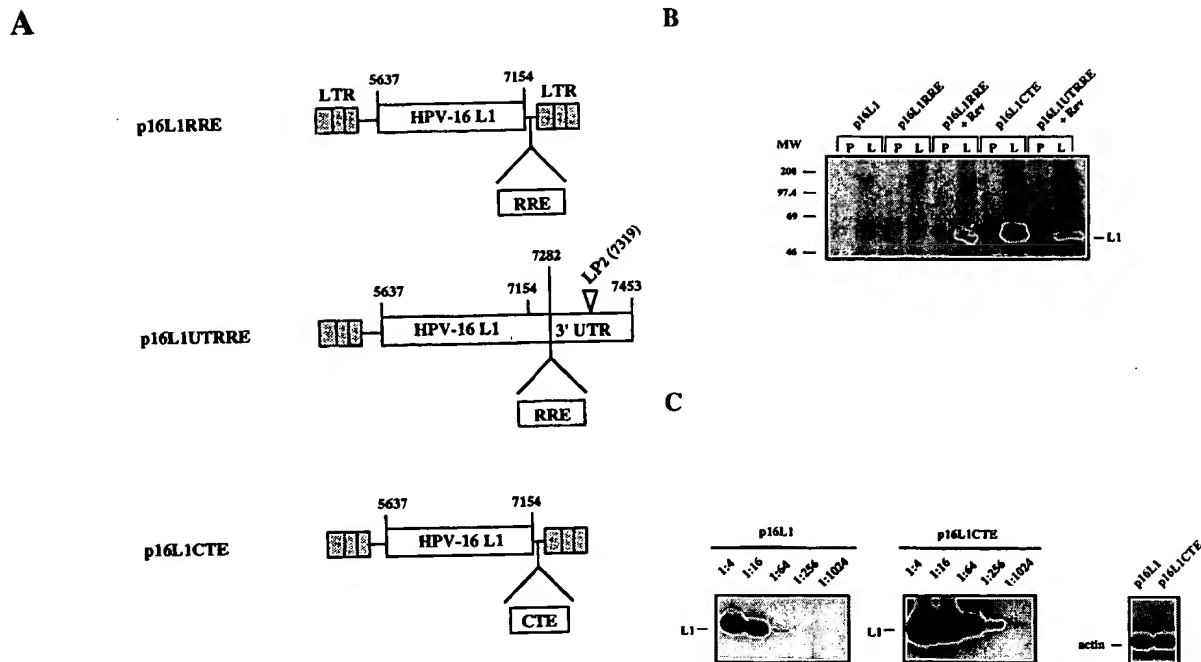 A
5637
7154
LTR
LTR
p16L1RRE
HPV-16 L1
RRE
LP2 (7319)
7282
5637
7154
7453
p16L1UTRRE
HPV-16 L1
3' UTR
RRE
5637
7154
p16L1CTE
HPV-16 L1
CTE
B
p16L1
p16L1RRE
p16L1RRE + Rev
p16L1CTE
p16L1UTRRE + Rev
MW
P L P L P L P L P L
200
97.4
69
46
L1
C
p16L1
1:4 1:16 1:64 1:256 1:1024
L1
p16L1CTE
1:4 1:16 1:64 1:256 1:1024
L1
p16L1
p16L1CTE
actin